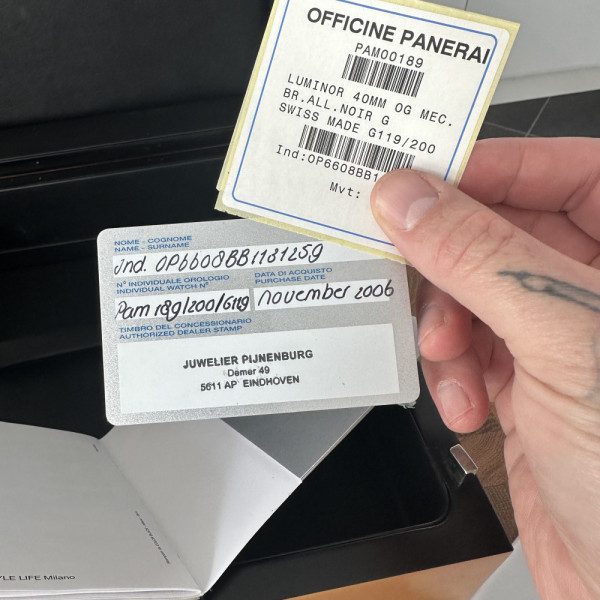 OFFICINE PANERAI
PAM00189
LUMINOR 40MM OG MEC.
BR.ALL.NOIR G
SWISS MADE G119/200
Ind:OP6608BB1
Mvt:
NOME - COGNOME
NAME - SURNAME
ind. OP6608BB1181259
N° INDIVIDUALE OROLOGIO
INDIVIDUAL WATCH N°
DATA DI ACQUISTO
PURCHASE DATE
Pam 189/200/G119
november 2006
TIMBRO DEL CONCESSIONARIO
AUTHORIZED DEALER STAMP
JUWELIER PIJNENBURG
Demer 49
5611 AP EINDHOVEN
LIFE Milano